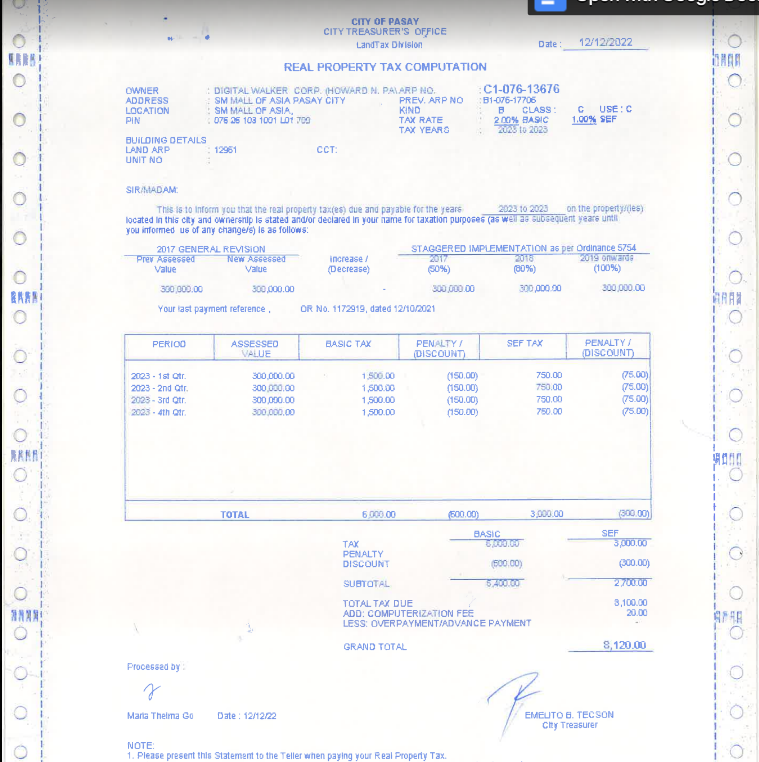 Open with Google Doc
CITY OF PASAY
CITY TREASURER'S OFFICE
LandTax Division
Date : 12/12/2022
REAL PROPERTY TAX COMPUTATION
OWNER : DIGITAL WALKER CORP. (HOWARD N. PA\ ARP NO. : C1-076-13676
ADDRESS : SM MALL OF ASIA PASAY CITY PREV. ARP NO : B1-076-17706
LOCATION : SM MALL OF ASIA, KIND : B CLASS : C USE : C
PIN : 076 26 103 1001 L01 709 TAX RATE : 2.00% BASIC 1.00% SEF
TAX YEARS : 2023 to 2023
BUILDING DETAILS
LAND ARP : 12961 CCT:
UNIT NO :
SIR/MADAM:
This is to inform you that the real property tax(es) due and payable for the years 2023 to 2023 on the property/(ies)
located in this city and ownership is stated and/or declared in your name for taxation purposes (as well as subsequent years until
you informed us of any change/s) is as follows:
2017 GENERAL REVISION STAGGERED IMPLEMENTATION as per Ordinance 5754
Prev Assessed New Assessed Increase / 2017 2018 2019 onwards
Value Value (Decrease) (50%) (80%) (100%)
300,000.00 300,000.00 - 300,000.00 300,000.00 300,000.00
Your last payment reference , OR No. 1172919, dated 12/10/2021
PERIOD ASSESSED BASIC TAX PENALTY / SEF TAX PENALTY /
VALUE (DISCOUNT) (DISCOUNT)
2023 - 1st Qtr. 300,000.00 1,500.00 (150.00) 750.00 (75.00)
2023 - 2nd Qtr. 300,000.00 1,500.00 (150.00) 750.00 (75.00)
2023 - 3rd Qtr. 300,000.00 1,500.00 (150.00) 750.00 (75.00)
2023 - 4th Qtr. 300,000.00 1,500.00 (150.00) 750.00 (75.00)
TOTAL 6,000.00 (600.00) 3,000.00 (300.00)
BASIC SEF
TAX 6,000.00 3,000.00
PENALTY
DISCOUNT (600.00) (300.00)
SUBTOTAL 5,400.00 2,700.00
TOTAL TAX DUE 8,100.00
ADD: COMPUTERIZATION FEE 20.00
LESS: OVERPAYMENT/ADVANCE PAYMENT -
GRAND TOTAL 8,120.00
Processed by :
Maria Thelma Go Date : 12/12/22
EMELITO B. TECSON
City Treasurer
NOTE:
1. Please present this Statement to the Teller when paying your Real Property Tax.